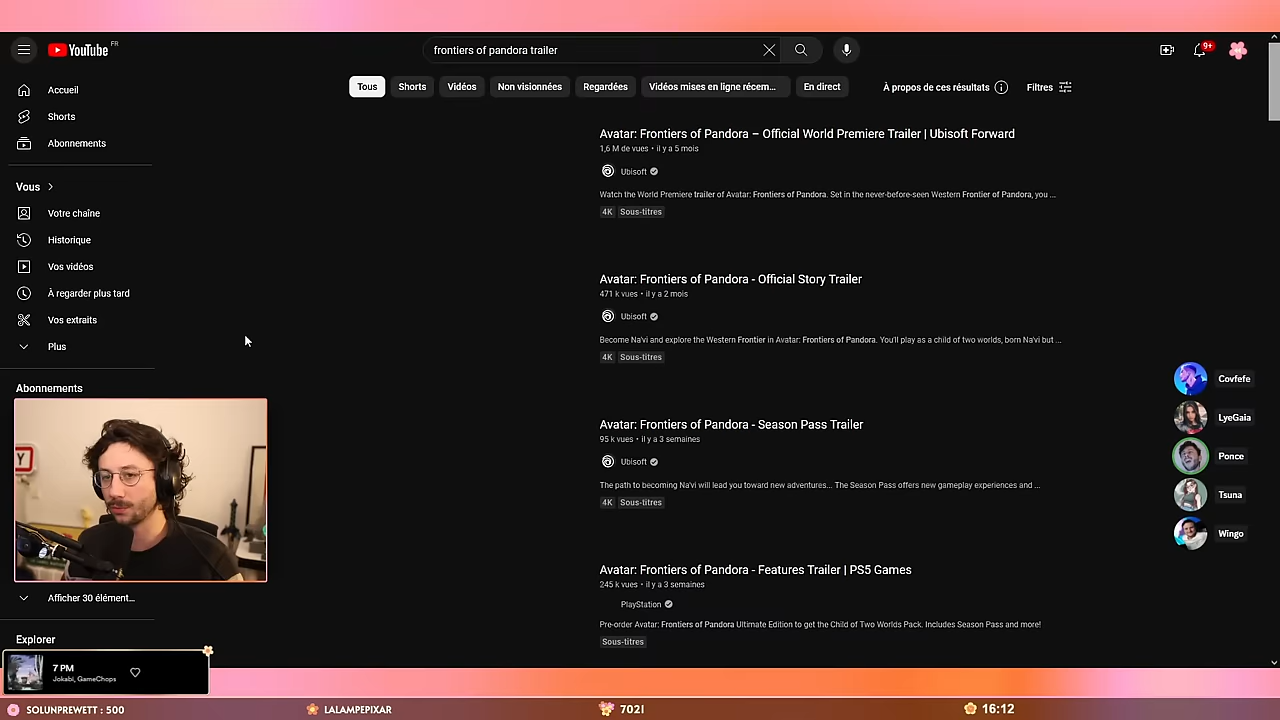 YouTube FR
frontiers of pandora trailer
9+
Tous
Shorts
Vidéos
Non visionnées
Regardées
Vidéos mises en ligne récem...
En direct
À propos de ces résultats
Filtres
Accueil
Shorts
Abonnements
Vous
Votre chaîne
Historique
Vos vidéos
À regarder plus tard
Vos extraits
Plus
Abonnements
Afficher 30 élément...
Explorer
Avatar: Frontiers of Pandora – Official World Premiere Trailer | Ubisoft Forward
1,6 M de vues • il y a 5 mois
Ubisoft
Watch the World Premiere trailer of Avatar: Frontiers of Pandora. Set in the never-before-seen Western Frontier of Pandora, you ...
4K Sous-titres
Avatar: Frontiers of Pandora - Official Story Trailer
471 k vues • il y a 2 mois
Ubisoft
Become Na'vi and explore the Western Frontier in Avatar: Frontiers of Pandora. You'll play as a child of two worlds, born Na'vi but ...
4K Sous-titres
Avatar: Frontiers of Pandora - Season Pass Trailer
95 k vues • il y a 3 semaines
Ubisoft
The path to becoming Na'vi will lead you toward new adventures... The Season Pass offers new gameplay experiences and ...
4K Sous-titres
Avatar: Frontiers of Pandora - Features Trailer | PS5 Games
245 k vues • il y a 3 semaines
PlayStation
Pre-order Avatar: Frontiers of Pandora Ultimate Edition to get the Child of Two Worlds Pack. Includes Season Pass and more!
Sous-titres
Covfefe
LyeGaia
Ponce
Tsuna
Wingo
Y
7 PM
Jokabi, GameChops
SOLUNPREWETT : 500
LALAMPEPIXAR
7021
16:12